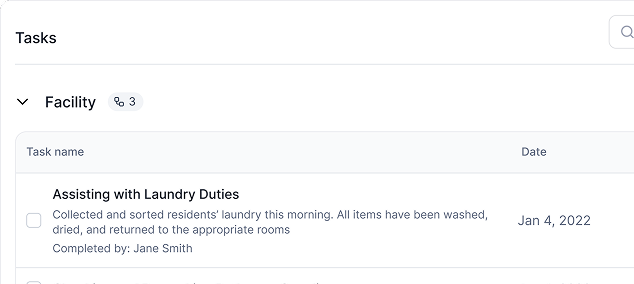 Tasks
Facility 3
Task name Date
Assisting with Laundry Duties
Collected and sorted residents' laundry this morning. All items have been washed,
dried, and returned to the appropriate rooms
Jan 4, 2022
Completed by: Jane Smith